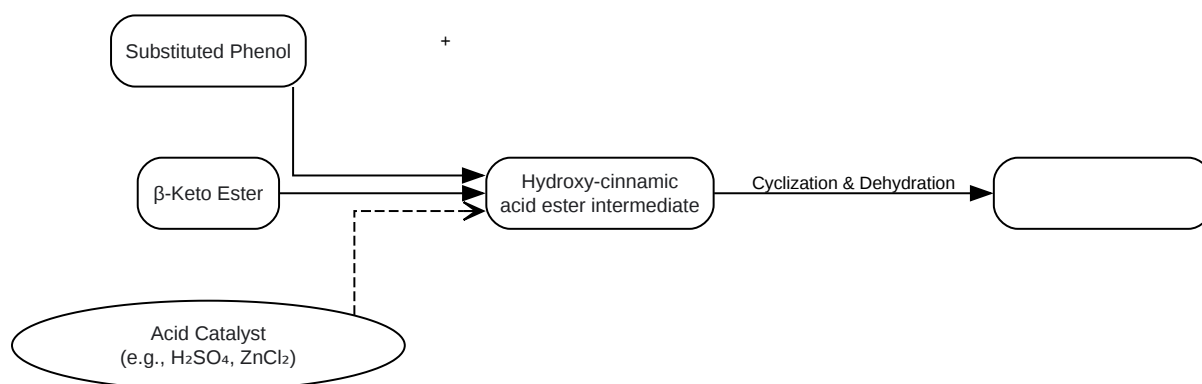 Substituted Phenol
+
β-Keto Ester
Hydroxy-cinnamic
acid ester intermediate
Cyclization & Dehydration
Acid Catalyst
(e.g., H₂SO₄, ZnCl₂)